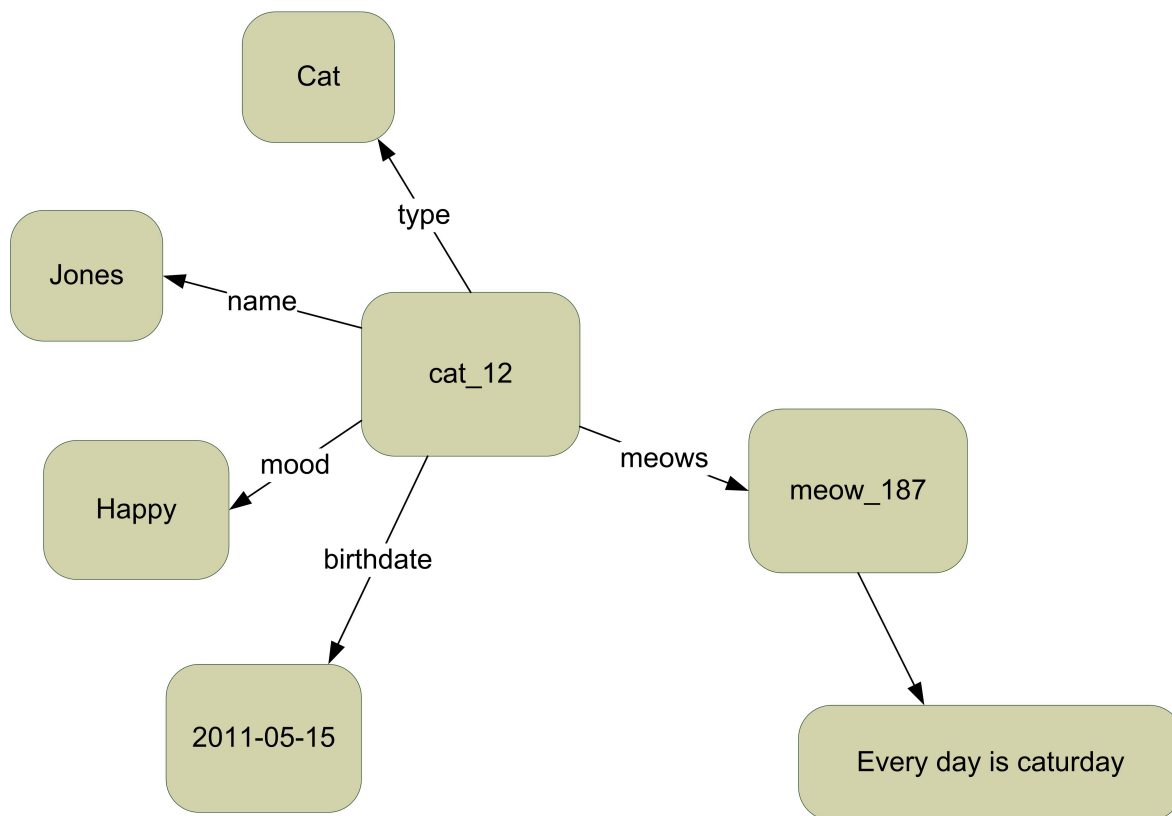 Cat
type
Jones
name
cat_12
mood
meows
Happy
meow_187
birthdate
2011-05-15
Every day is caturday